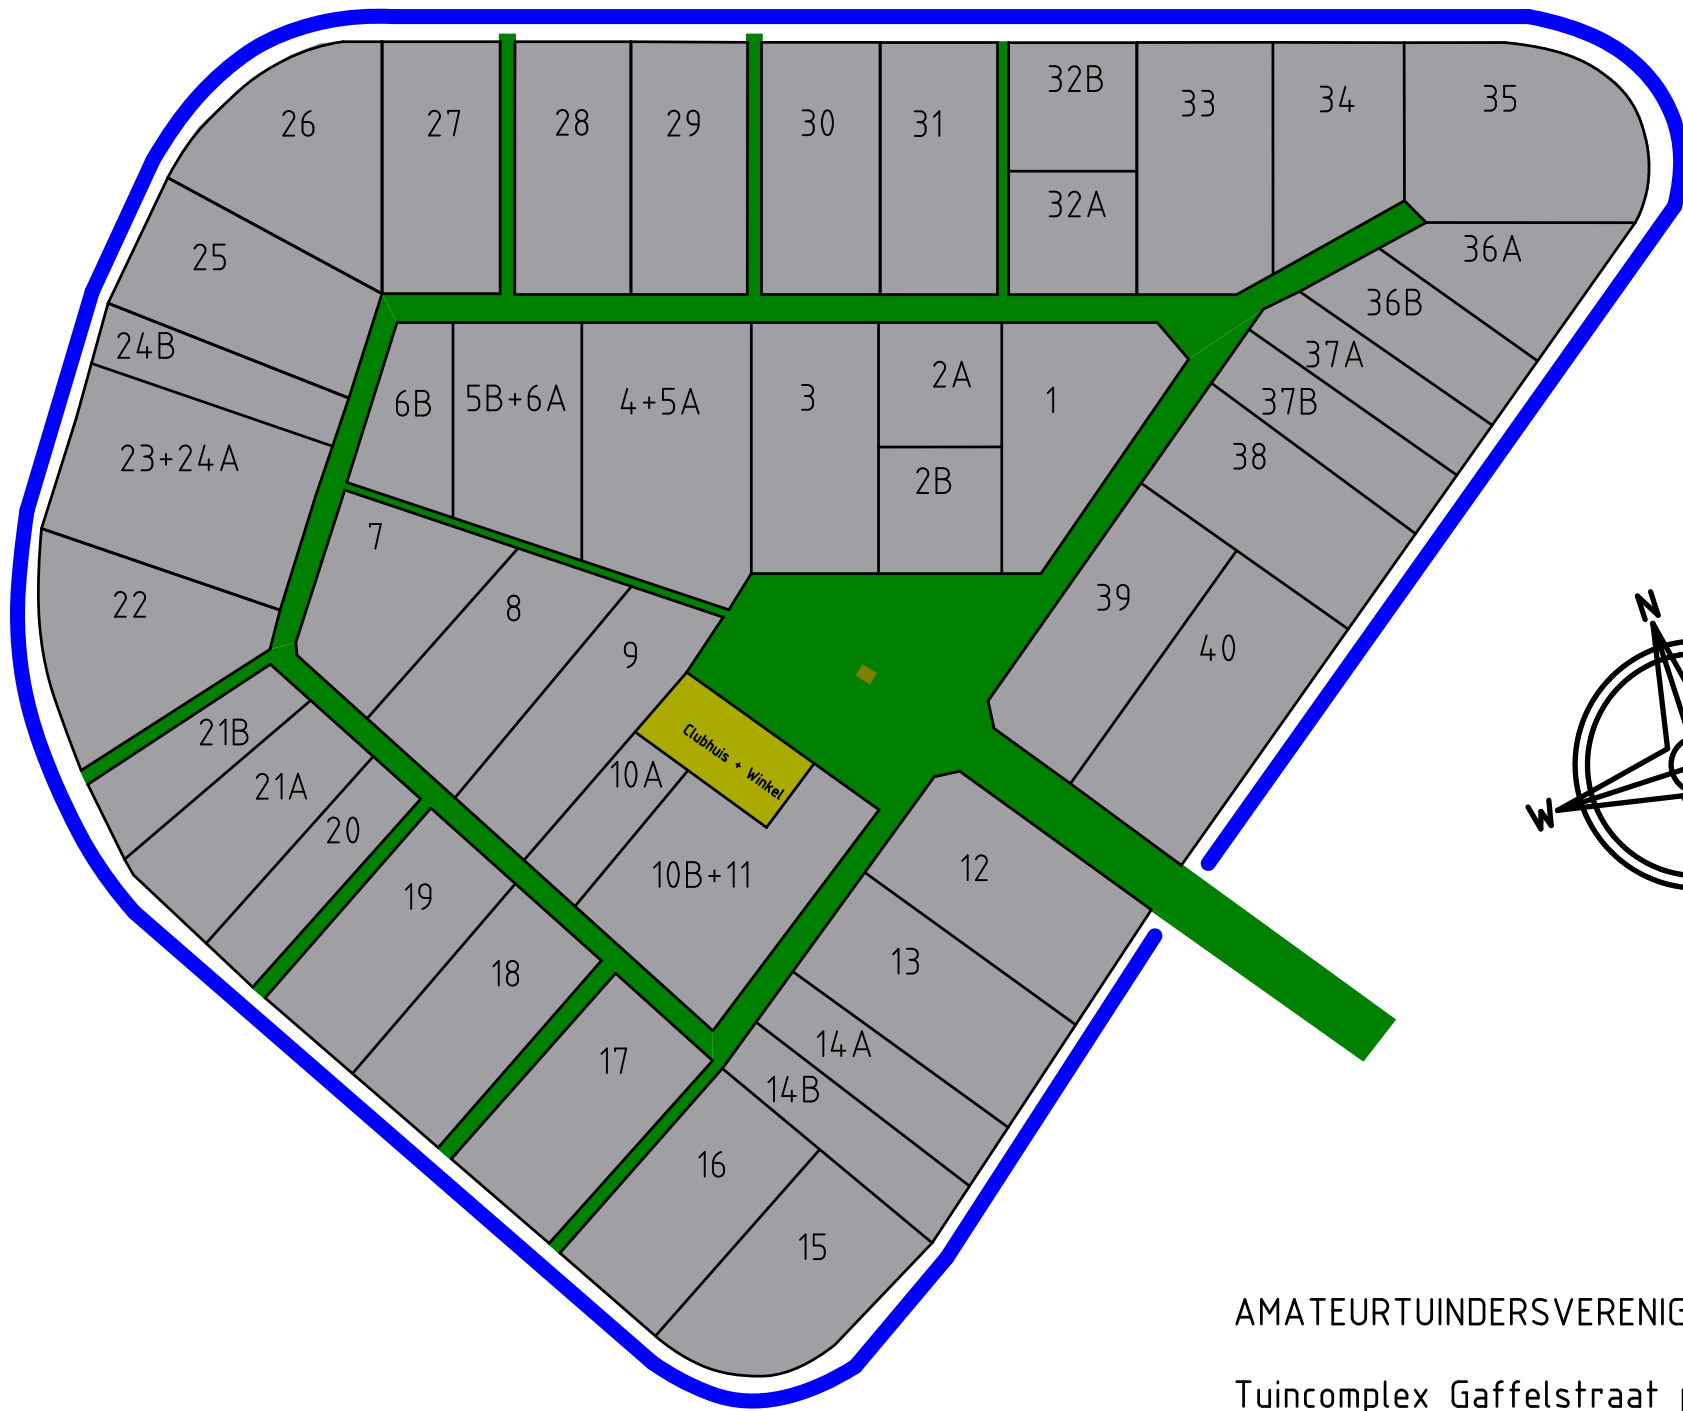 26
27
28
29
30
31
32B
33
34
35
32A
25
36A
24B
36B
37A
6B
5B+6A
4+5A
3
2A
1
37B
23+24A
2B
38
7
22
8
39
9
40
N
21B
Clubhuis + Winkel
21A
10A
20
W
19
10B+11
12
18
13
17
14A
14B
16
15
AMATEURTUINDERSVERENIG
Tuincomplex Gaffelstraat p